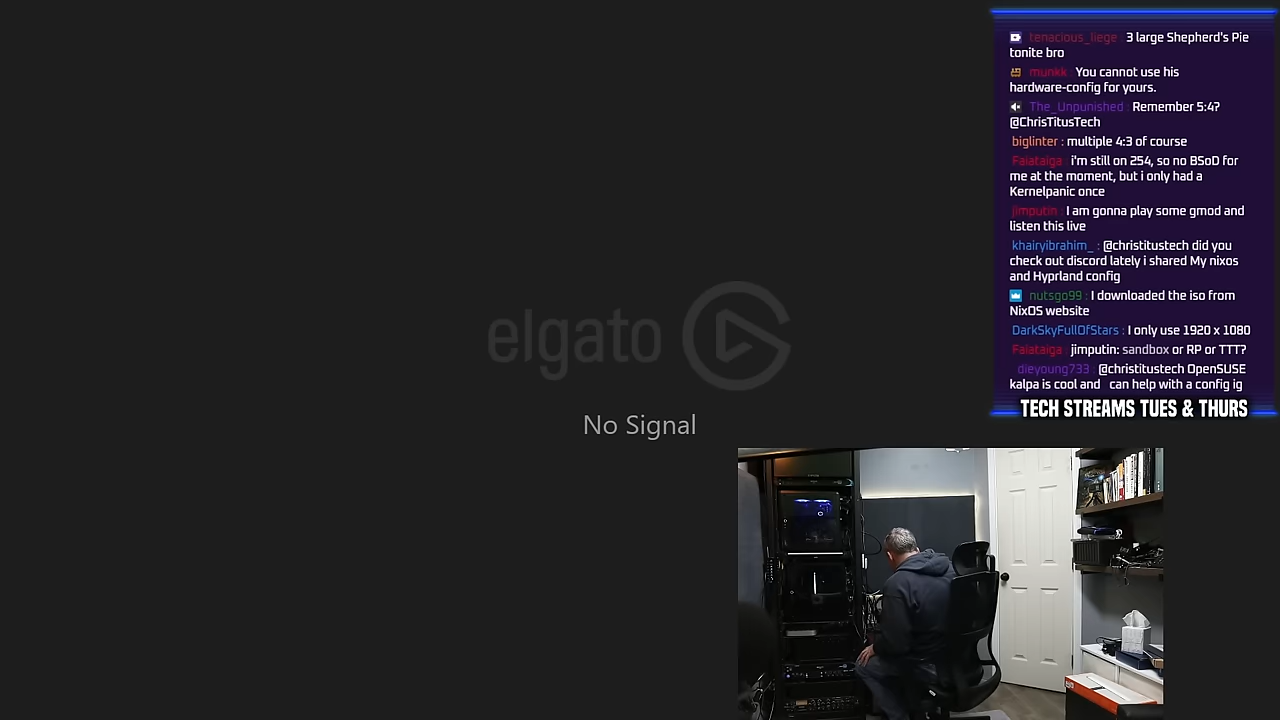 tenacious_liege 3 large Shepherd's Pie
tonite bro
munkk : You cannot use his
hardware-config for yours.
The_Unpunished : Remember 5:4?
@ChrisTitusTech
biglinter : multiple 4:3 of course
Faiataiga : i'm still on 254, so no BSoD for
me at the moment, but i only had a
Kernelpanic once
jimputin : I am gonna play some gmod and
listen this live
khairyibrahim_ : @christitustech did you
check out discord lately i shared My nixos
and Hyprland config
nutsgo99 : I downloaded the iso from
NixOS website
DarkSkyFullOfStars : I only use 1920 x 1080
Faiataiga : jimputin: sandbox or RP or TTT?
dieyoung733 : @christitustech OpenSUSE
kalpa is cool and can help with a config ig
TECH STREAMS TUES & THURS
elgato
No Signal